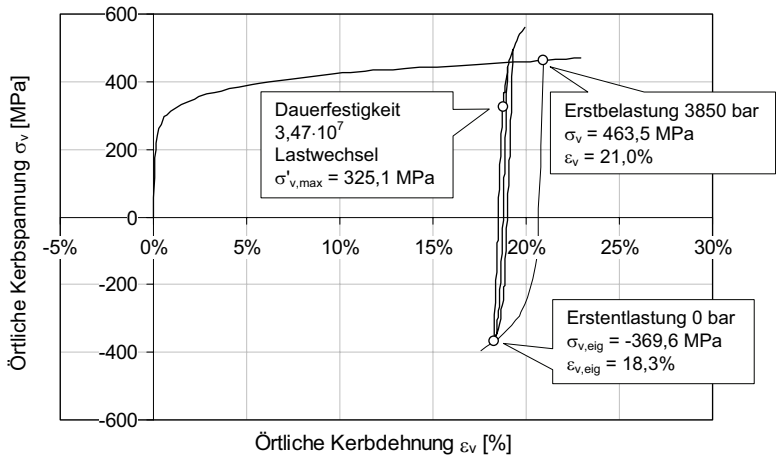 Örtliche Kerbspannung σv [MPa]
600
400
200
0
-200
-400
-600
-5%
0%
5%
10%
15%
20%
25%
30%
Dauerfestigkeit
3,47·10⁷
Lastwechsel
σ'v,max = 325,1 MPa
Erstbelastung 3850 bar
σv = 463,5 MPa
εv = 21,0%
Erstentlastung 0 bar
σv,eig = -369,6 MPa
εv,eig = 18,3%
Örtliche Kerbdehnung εv [%]